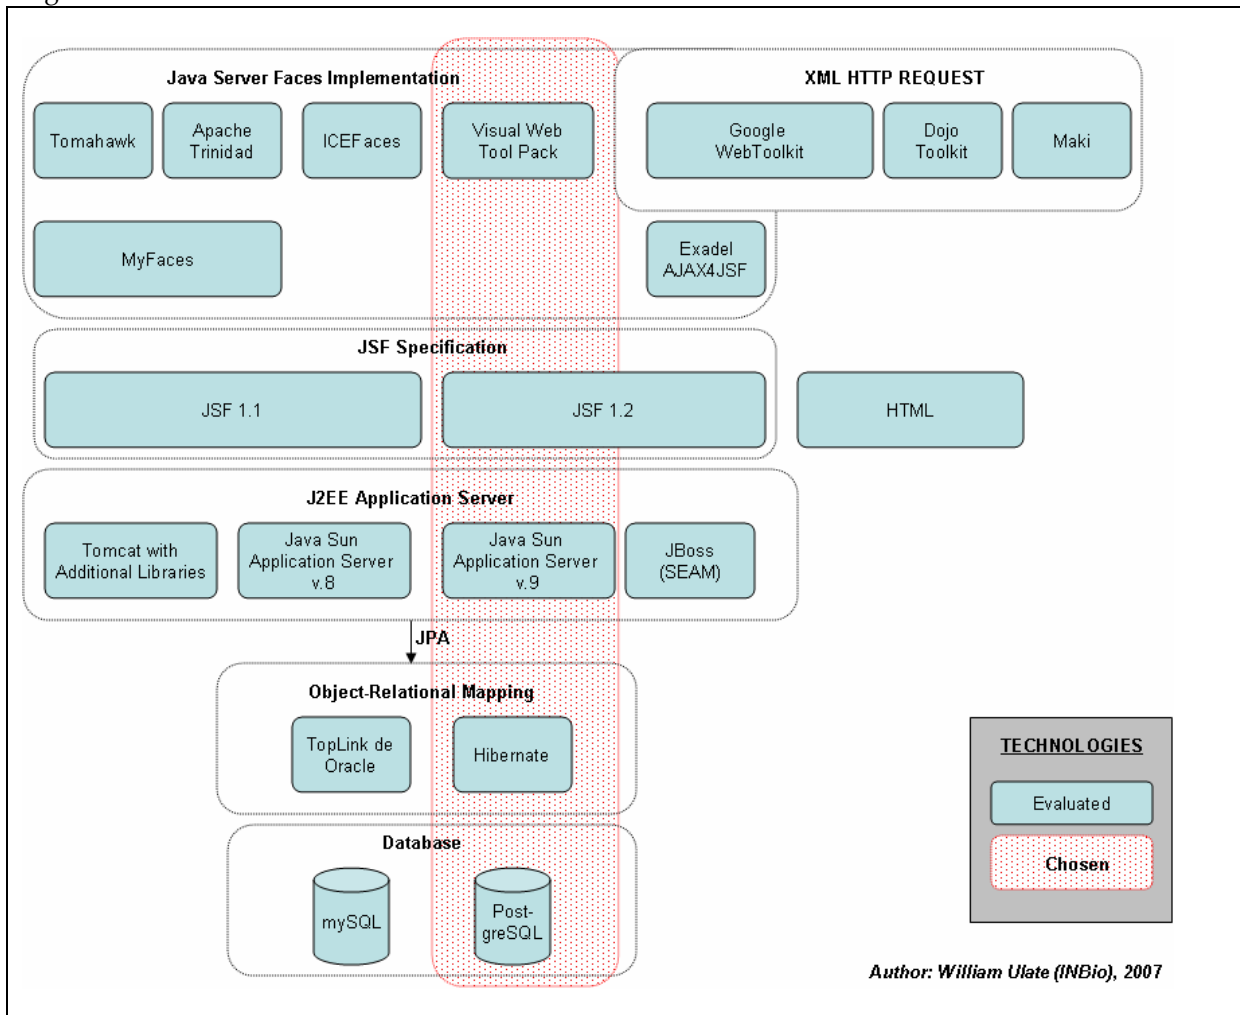 Java Server Faces Implementation
XML HTTP REQUEST
Tomahawk
Apache
Trinidad
ICEFaces
Visual Web
Tool Pack
Google
WebToolkit
Dojo
Toolkit
Maki
MyFaces
Exadel
AJAX4JSF
JSF Specification
JSF 1.1
JSF 1.2
HTML
J2EE Application Server
Tomcat with
Additional Libraries
Java Sun
Application Server
v.8
Java Sun
Application Server
v.9
JBoss
(SEAM)
JPA
Object-Relational Mapping
TopLink de
Oracle
Hibernate
Database
mySQL
Post-
greSQL
TECHNOLOGIES
Evaluated
Chosen
Author: William Ulate (INBio), 2007